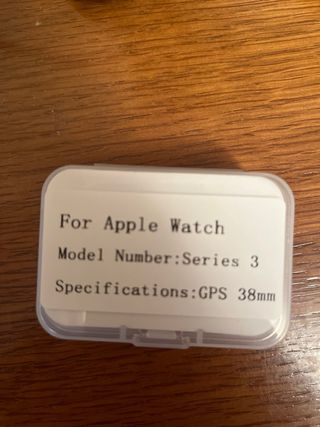 For Apple Watch
Model Number:Series 3
Specifications:GPS 38mm